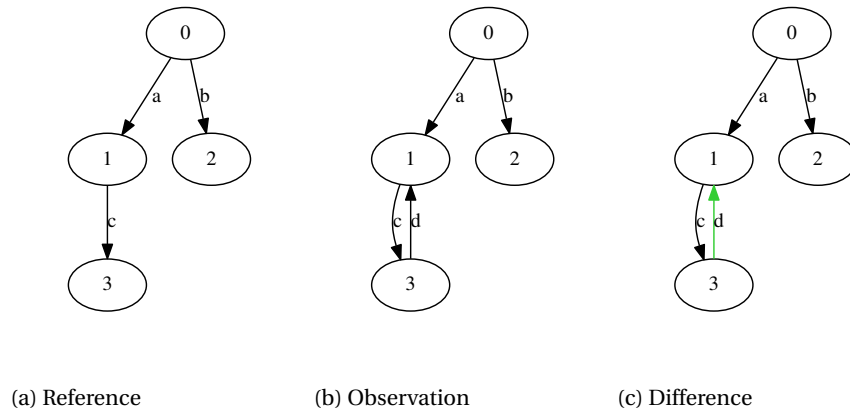 0 0 0
a b a b a b
1 2 1 2 1 2
c c d c d
3 3 3
(a) Reference (b) Observation (c) Difference